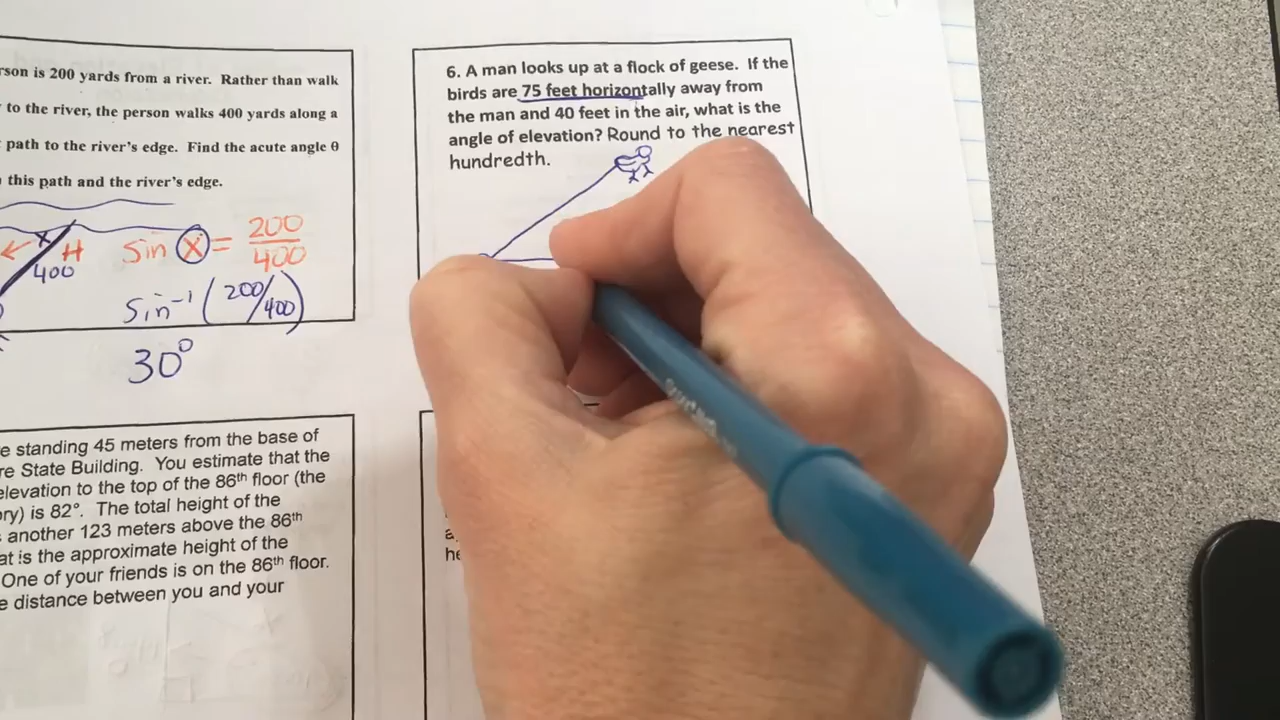 rson is 200 yards from a river. Rather than walk
to the river, the person walks 400 yards along a
path to the river's edge. Find the acute angle θ
this path and the river's edge.
x
H
400
sin x = 200
400
sin⁻¹ (200/400)
30°
6. A man looks up at a flock of geese. If the
birds are 75 feet horizontally away from
the man and 40 feet in the air, what is the
angle of elevation? Round to the nearest
hundredth.
e standing 45 meters from the base of
re State Building. You estimate that the
elevation to the top of the 86th floor (the
ry) is 82°. The total height of the
another 123 meters above the 86th
at is the approximate height of the
One of your friends is on the 86th floor.
e distance between you and your
a
he